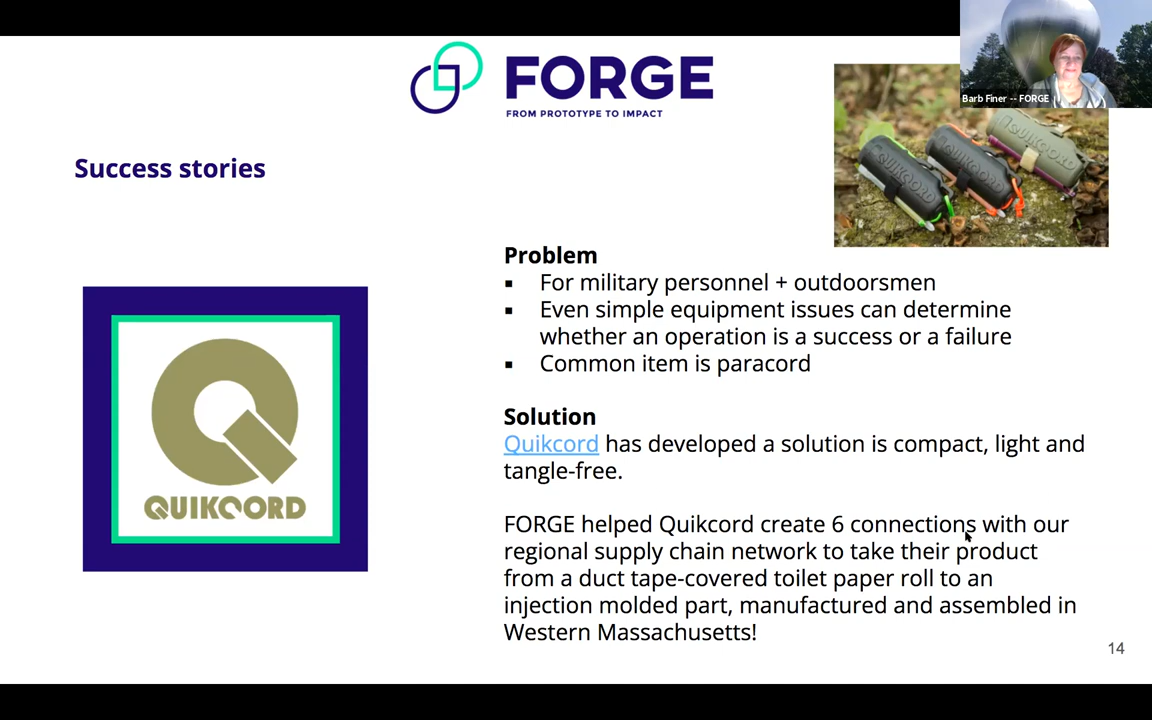 FORGE
FROM PROTOTYPE TO IMPACT
Barb Finer -- FORGE
QUIKCORD
QUIKCORD
QUIKCORD
Success stories
Problem
▪ For military personnel + outdoorsmen
▪ Even simple equipment issues can determine
whether an operation is a success or a failure
▪ Common item is paracord
QUIKCORD
Solution
Quikcord has developed a solution is compact, light and
tangle-free.
FORGE helped Quikcord create 6 connections with our
regional supply chain network to take their product
from a duct tape-covered toilet paper roll to an
injection molded part, manufactured and assembled in
Western Massachusetts!
14